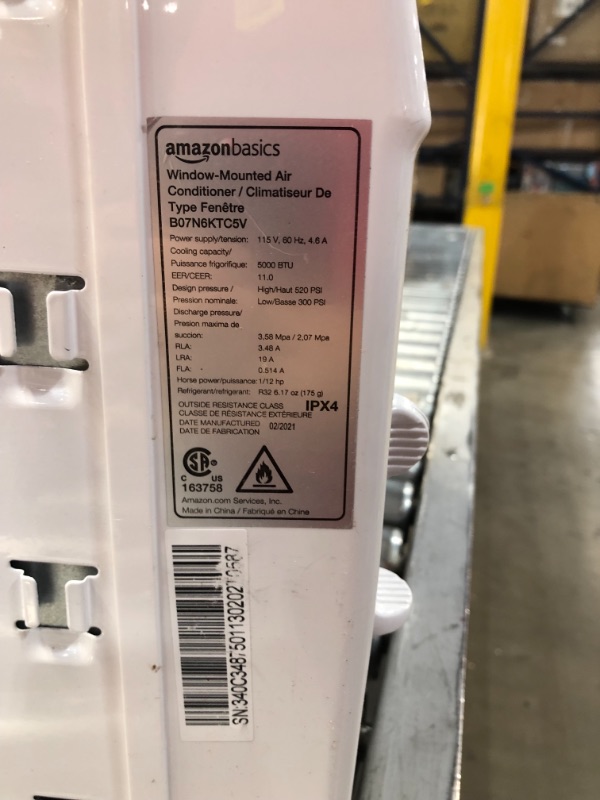 amazonbasics
Window-Mounted Air
Conditioner / Climatiseur De
Type Fenêtre
B07N6KTC5V
Power supply/tension: 115 V, 60 Hz, 4.6 A
Cooling capacity/
Puissance frigorifique: 5000 BTU
EER/CEER: 11.0
Design pressure / High/Haut 520 PSI
Pression nominale: Low/Basse 300 PSI
Discharge pressure/
Presion maxima de
succion: 3.58 Mpa / 2.07 Mpa
RLA: 3.48 A
LRA: 19 A
FLA: 0.514 A
Horse power/puissance: 1/12 hp
Refrigerant/refrigerant: R32 6.17 oz (175 g)
OUTSIDE RESISTANCE CLASS IPX4
CLASSE DE RÉSISTANCE EXTÉRIEURE
DATE MANUFACTURED 02/2021
DATE DE FABRICATION
CSA ®
C US
163758
Amazon.com Services, Inc.
Made in China / Fabriqué en Chine